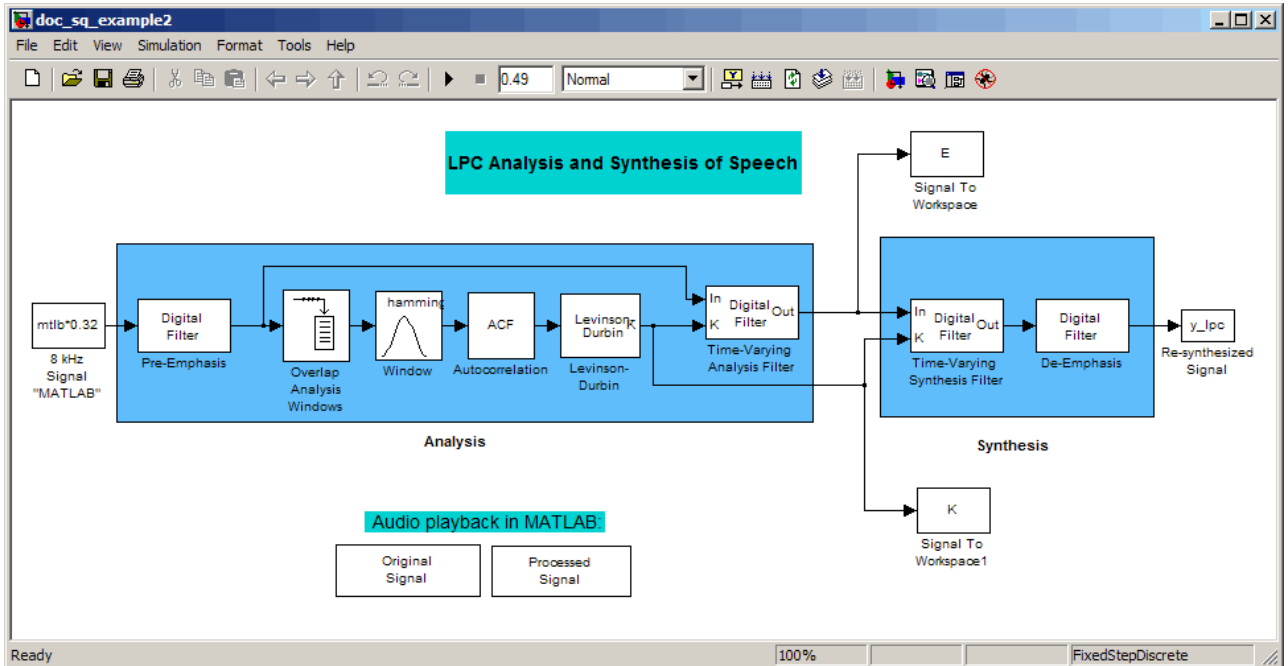 doc_sq_example2
File Edit View Simulation Format Tools Help
0.49 Normal
LPC Analysis and Synthesis of Speech
E
Signal To
Workspace
mtlb*0.32
8 kHz
Signal
"MATLAB"
Digital
Filter
Pre-Emphasis
Overlap
Analysis
Windows
hamming
Window
ACF
Autocorrelation
Levinson-
Durbin
K
Levinson-
Durbin
In
K
Digital
Filter
Out
Time-Varying
Analysis Filter
In
K
Digital
Filter
Out
Time-Varying
Synthesis Filter
Digital
Filter
De-Emphasis
y_lpc
Re-synthesized
Signal
Analysis
Synthesis
K
Signal To
Workspace1
Audio playback in MATLAB:
Original
Signal
Processed
Signal
Ready 100% FixedStepDiscrete